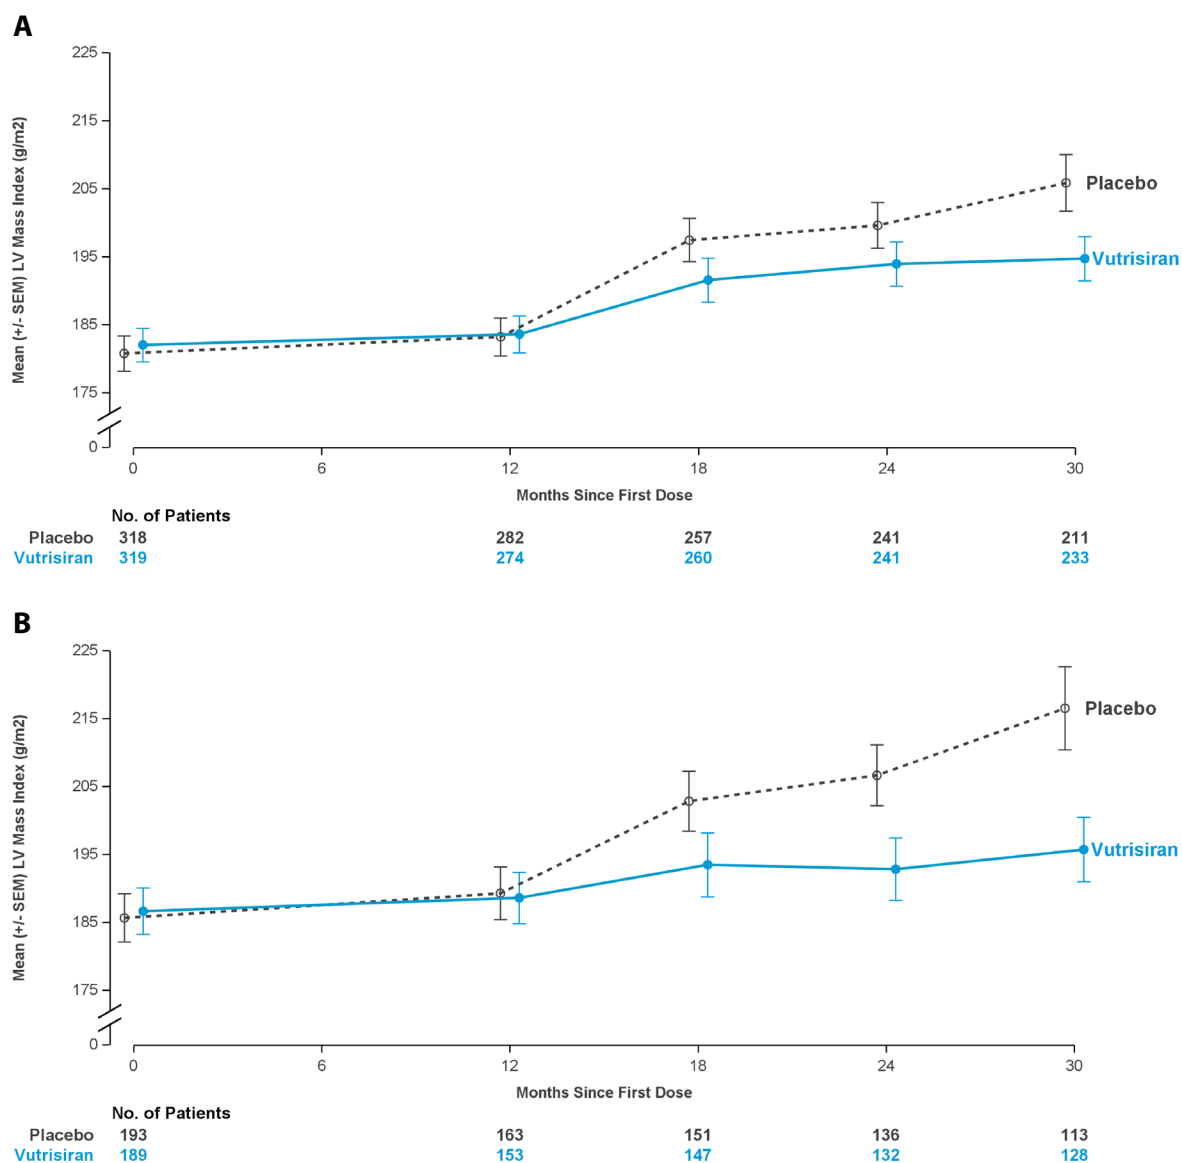 A
225
215
205
195
185
175
0
Mean (+/- SEM) LV Mass Index (g/m2)
Placebo
Vutrisiran
0 6 12 18 24 30
Months Since First Dose
No. of Patients
Placebo 318 282 257 241 211
Vutrisiran 319 274 260 241 233
B
225
215
205
195
185
175
0
Mean (+/- SEM) LV Mass Index (g/m2)
Placebo
Vutrisiran
0 6 12 18 24 30
Months Since First Dose
No. of Patients
Placebo 193 163 151 136 113
Vutrisiran 189 153 147 132 128